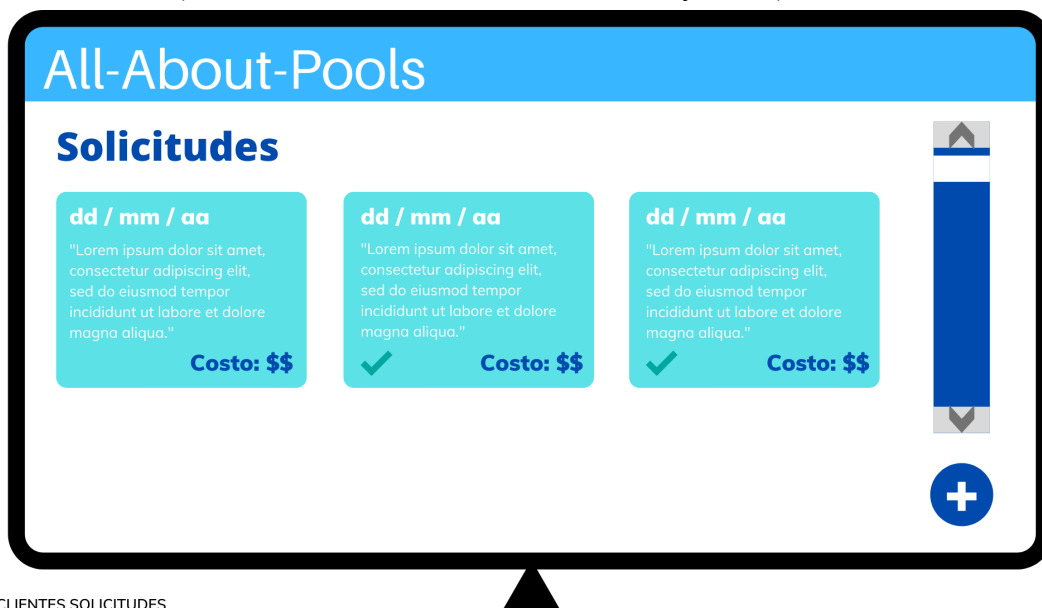 All-About-Pools
Solicitudes
dd / mm / aa
"Lorem ipsum dolor sit amet,
consectetur adipiscing elit,
sed do eiusmod tempor
incididunt ut labore et dolore
magna aliqua."
Costo: $$
dd / mm / aa
"Lorem ipsum dolor sit amet,
consectetur adipiscing elit,
sed do eiusmod tempor
incididunt ut labore et dolore
magna aliqua."
Costo: $$
dd / mm / aa
"Lorem ipsum dolor sit amet,
consectetur adipiscing elit,
sed do eiusmod tempor
incididunt ut labore et dolore
magna aliqua."
Costo: $$
CLIENTES SOLICITUDES